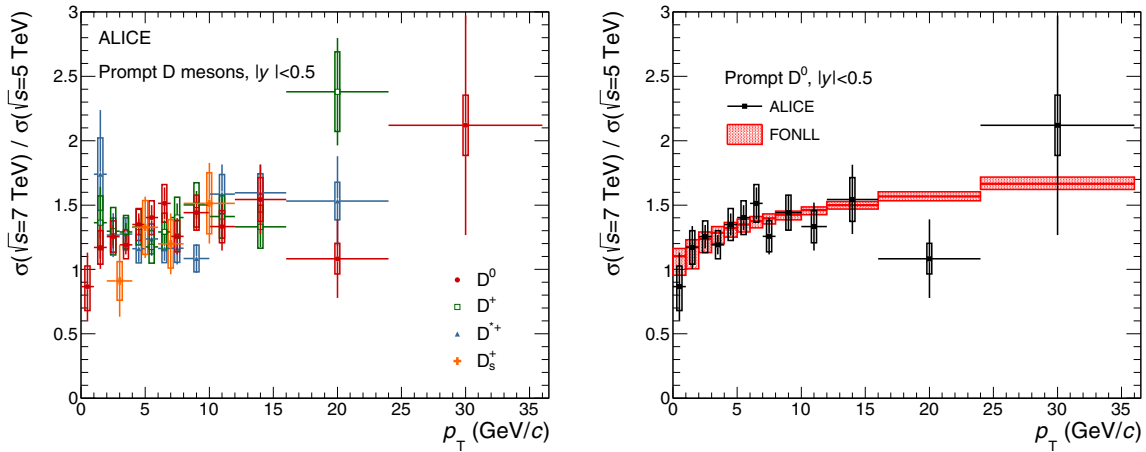 ALICE
Prompt D mesons, |y|<0.5
σ(√s=7 TeV) / σ(√s=5 TeV)
3
2.5
2
1.5
1
0.5
0
D⁰
D⁺
D*⁺
Dₛ⁺
0 5 10 15 20 25 30 35
p_T (GeV/c)
Prompt D⁰, |y|<0.5
ALICE
FONLL
σ(√s=7 TeV) / σ(√s=5 TeV)
3
2.5
2
1.5
1
0.5
0
0 5 10 15 20 25 30 35
p_T (GeV/c)